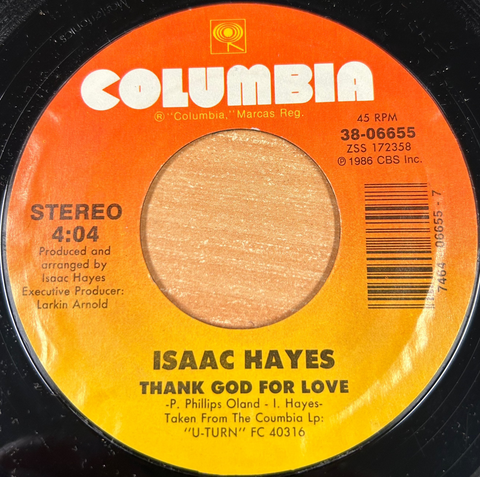 COLUMBIA
® "Columbia," Marcas Reg.
45 RPM
38-06655
ZSS 172358
℗ 1986 CBS Inc.
STEREO
4:04
Produced and
arranged by
Isaac Hayes
Executive Producer:
Larkin Arnold
7464 06655-7
ISAAC HAYES
THANK GOD FOR LOVE
-P. Phillips Oland - I. Hayes-
Taken From The Coumbia Lp:
"U-TURN" FC 40316